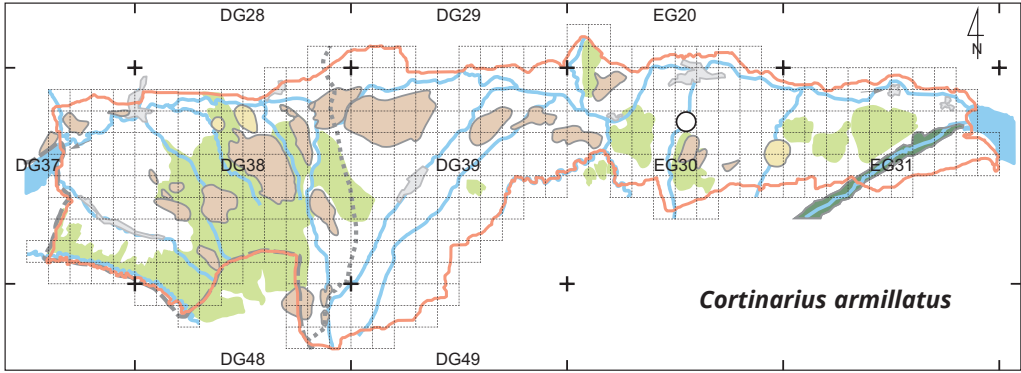 DG28 DG29 EG20
N
DG37 DG38 DG39 EG30 EG31
Cortinarius armillatus
DG48 DG49